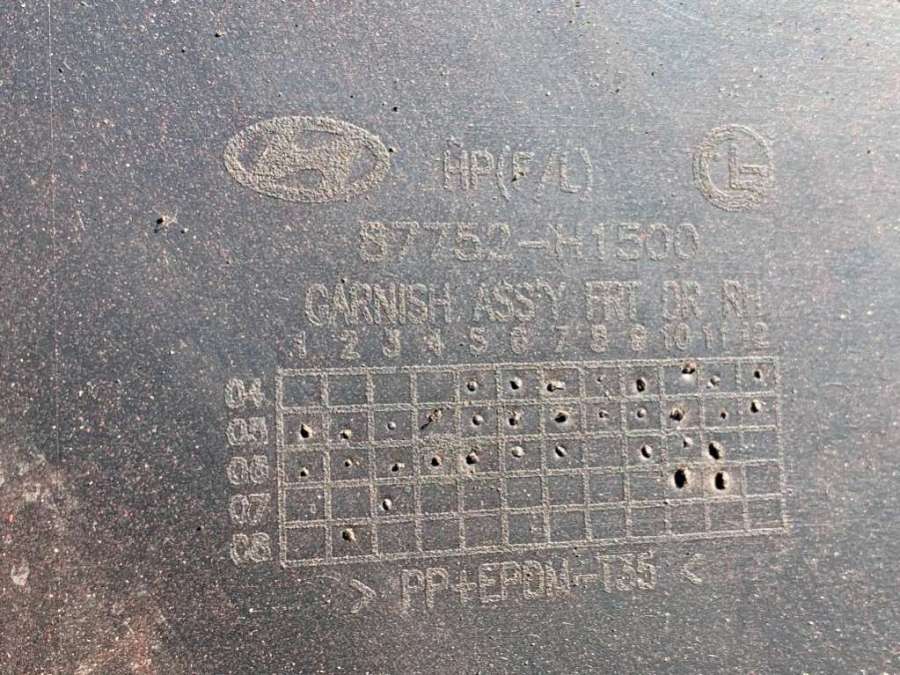 HP(F/L)
87752-H1500
GARNISH ASS'Y FRT DR RH
1 2 3 4 5 6 7 8 9 10 11 12
04
05
06
07
08
> PP+EPDM-T35 <